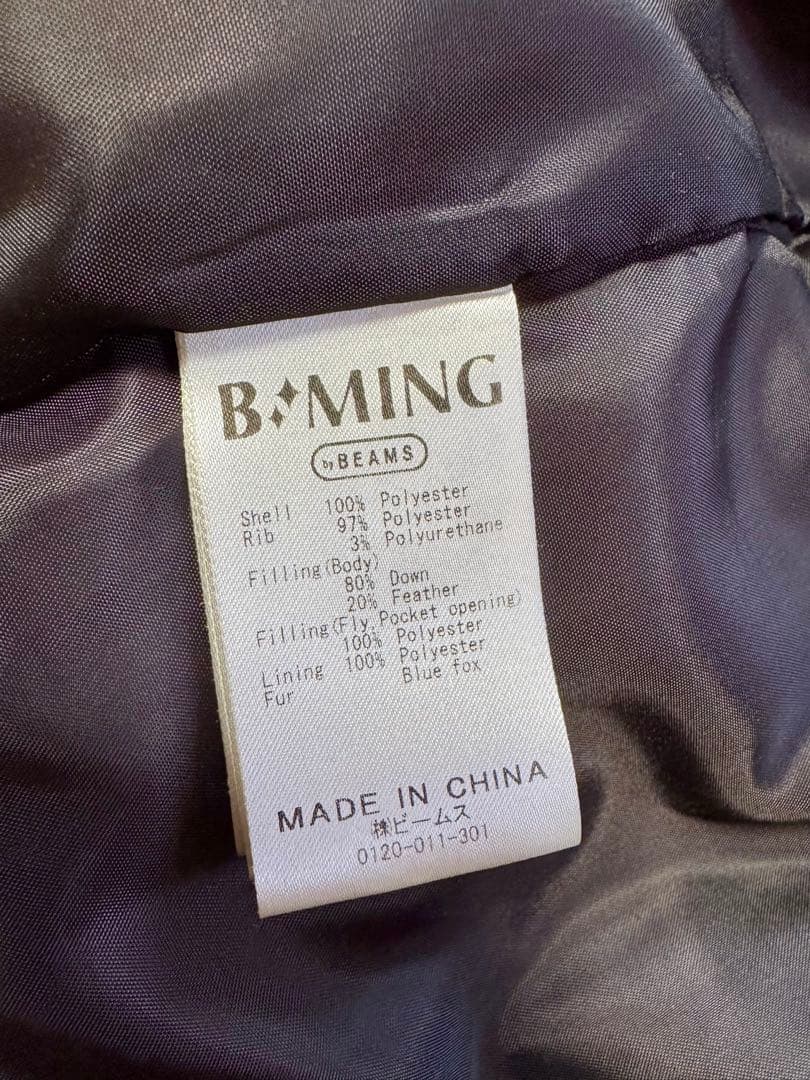 B MING
by BEAMS
Shell 100% Polyester
Rib 97% Polyester
3% Polyurethane
Filling(Body)
80% Down
20% Feather
Filling(Fly,Pocket opening)
100% Polyester
Lining 100% Polyester
Fur Blue fox
MADE IN CHINA
㈱ビームス
0120-011-301